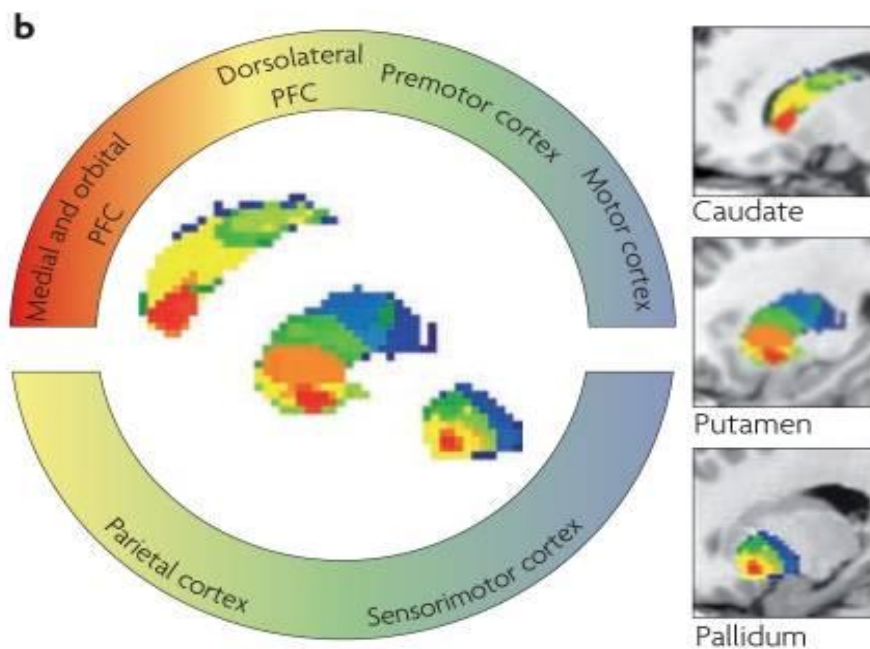 b
Medial and orbital
PFC
Dorsolateral
PFC
Premotor cortex
Motor cortex
Parietal cortex
Sensorimotor cortex
Caudate
Putamen
Pallidum